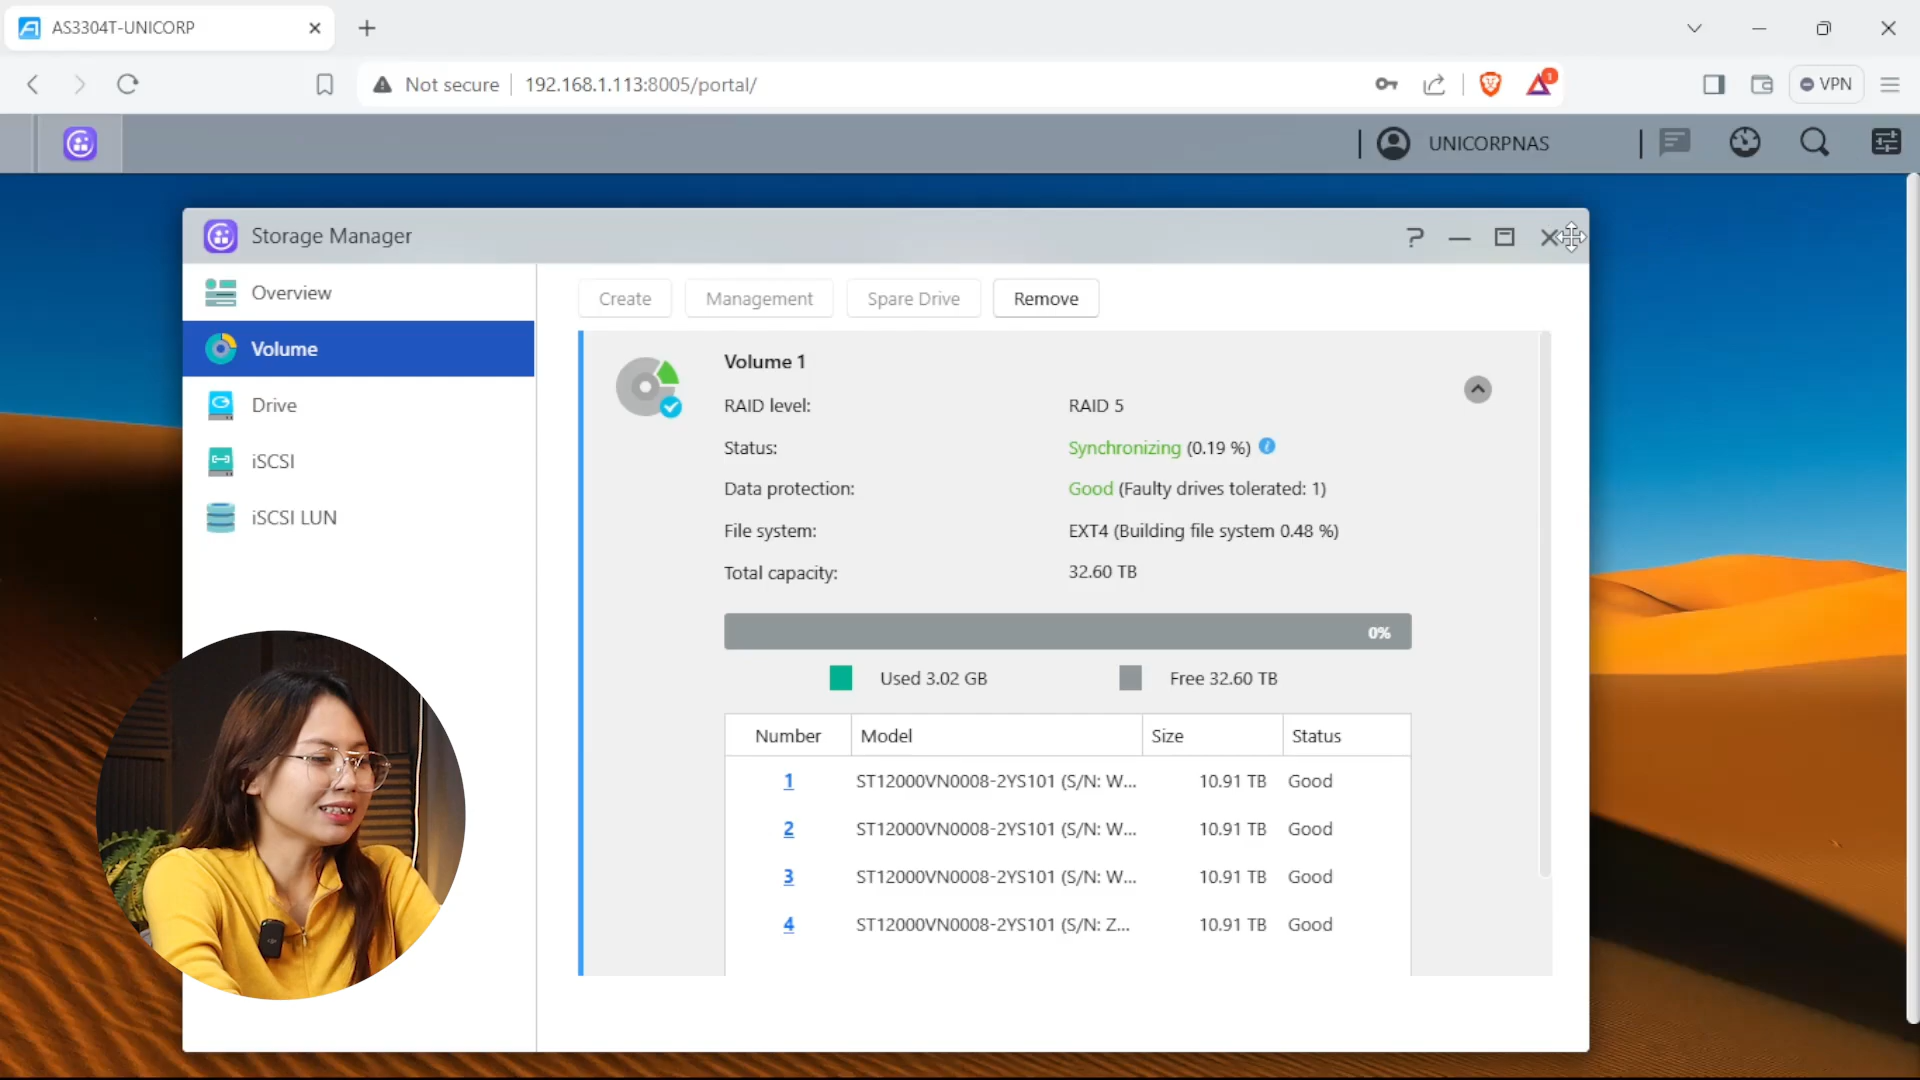 AS3304T-UNICORP
Not secure
192.168.1.113:8005/portal/
1
VPN
UNICORPNAS
Storage Manager
Overview
Volume
Drive
iSCSI
iSCSI LUN
Create
Management
Spare Drive
Remove
Volume 1
RAID level: RAID 5
Status: Synchronizing (0.19 %)
Data protection: Good (Faulty drives tolerated: 1)
File system: EXT4 (Building file system 0.48 %)
Total capacity: 32.60 TB
0%
Used 3.02 GB
Free 32.60 TB
Number Model Size Status
1 ST12000VN0008-2YS101 (S/N: W... 10.91 TB Good
2 ST12000VN0008-2YS101 (S/N: W... 10.91 TB Good
3 ST12000VN0008-2YS101 (S/N: W... 10.91 TB Good
4 ST12000VN0008-2YS101 (S/N: Z... 10.91 TB Good